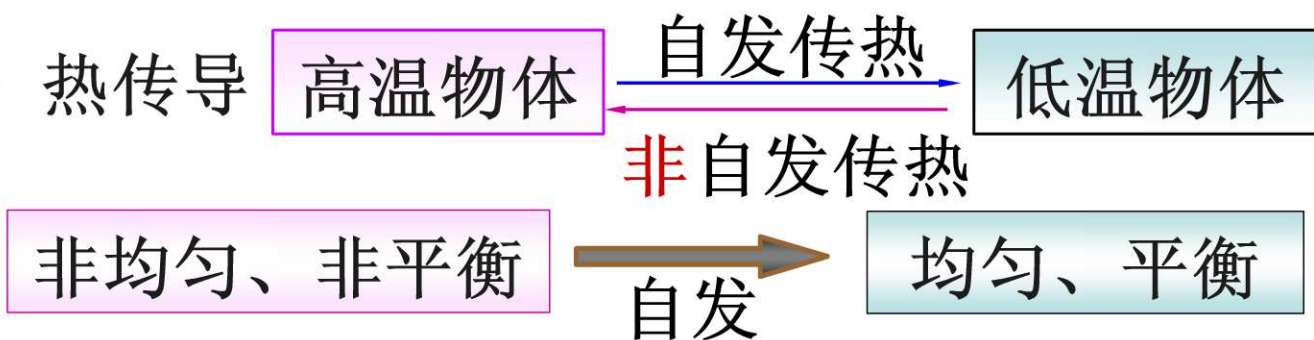 自发传热
热传导 高温物体 低温物体
非自发传热
非均匀、非平衡 均匀、平衡
自发